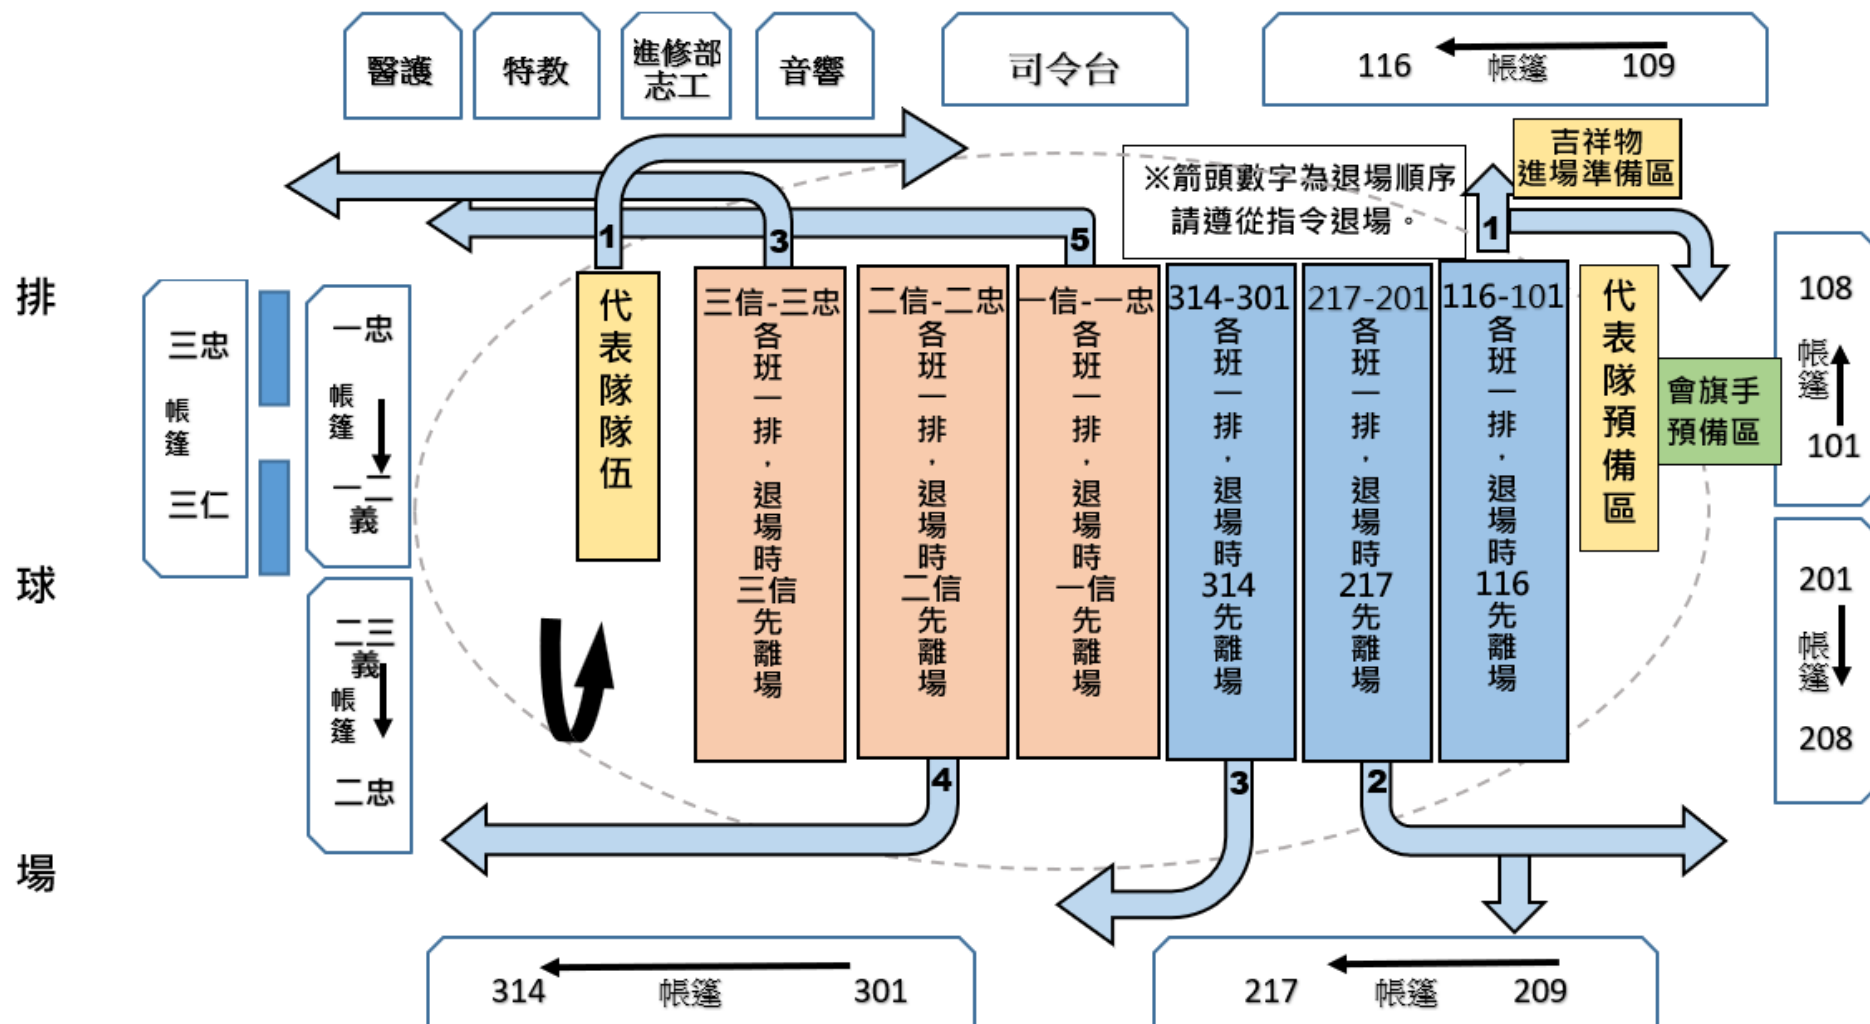 醫護
特教
進修部
志工
音響
司令台
116 帳篷 109
吉祥物
進場準備區
※箭頭數字為退場順序
請遵從指令退場。
1
3
5
1
排
球
場
三忠
帳篷
三仁
一忠
帳篷
一二
義
二三
義
帳篷
二忠
代表隊隊伍
三信-三忠
各班一排，退場時
三信
先離場
二信-二忠
各班一排，退場時
二信
先離場
一信-一忠
各班一排，退場時
一信
先離場
314-301
各班一排，退場時
314
先離場
217-201
各班一排，退場時
217
先離場
116-101
各班一排，退場時
116
先離場
代表隊預備區
會旗手
預備區
108
帳篷
101
201
帳篷
208
4
3
2
314 帳篷 301
217 帳篷 209